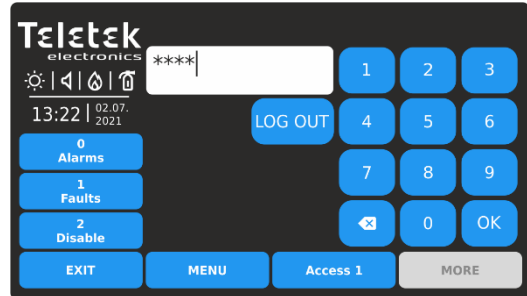 Teletek
electronics
13:22 | 02.07.
2021
0
Alarms
1
Faults
2
Disable
****
LOG OUT
1 2 3
4 5 6
7 8 9
0 OK
EXIT MENU Access 1 MORE